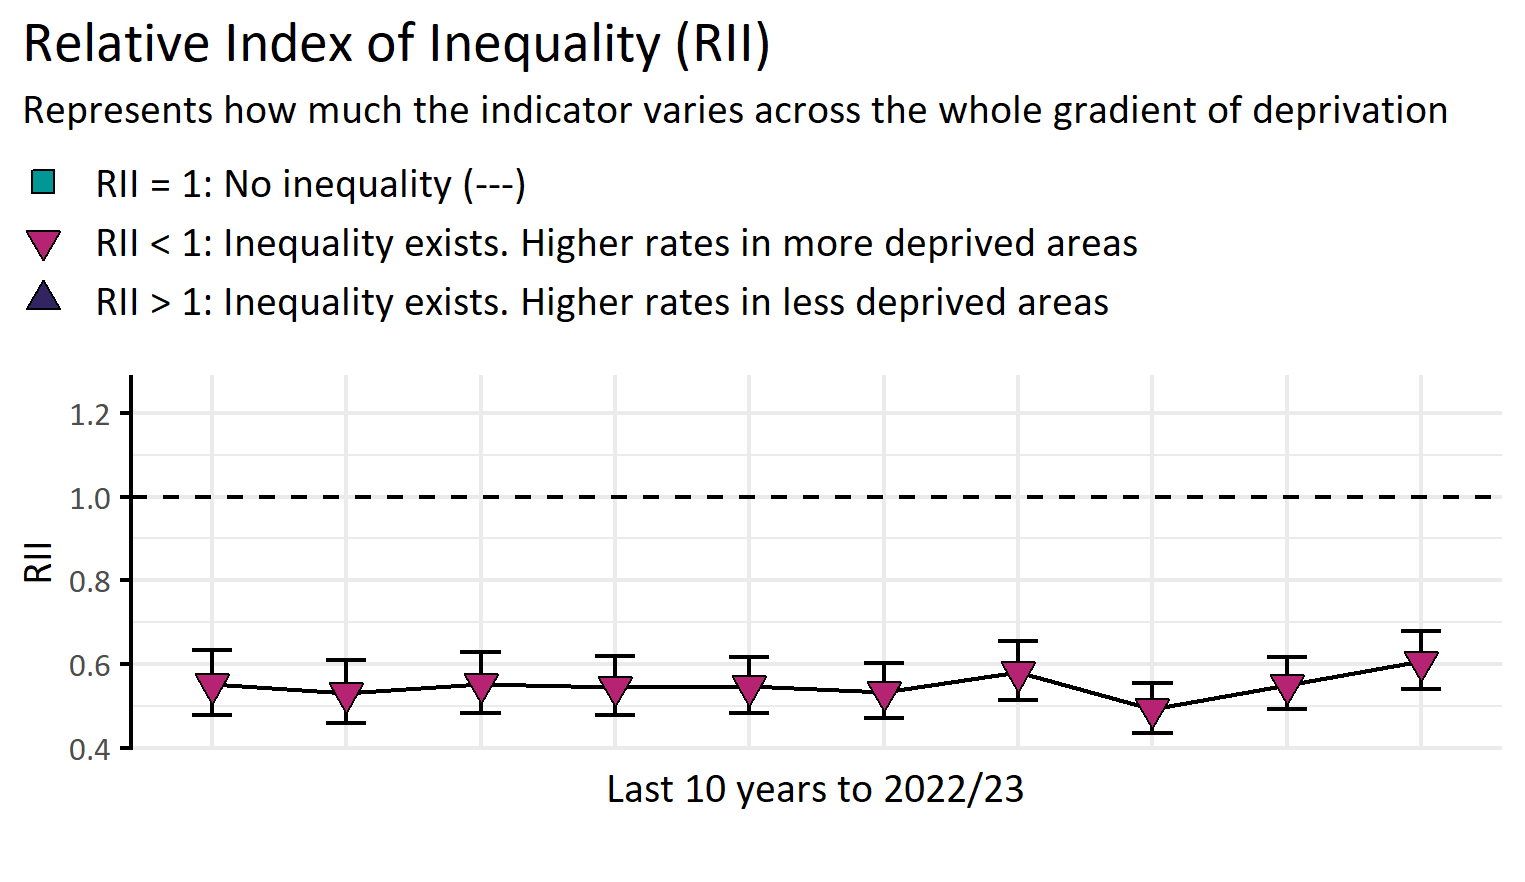 Relative Index of Inequality (RII)
Represents how much the indicator varies across the whole gradient of deprivation
RII = 1: No inequality (---)
RII < 1: Inequality exists. Higher rates in more deprived areas
RII > 1: Inequality exists. Higher rates in less deprived areas
1.2
1.0
0.8
0.6
0.4
RII
Last 10 years to 2022/23